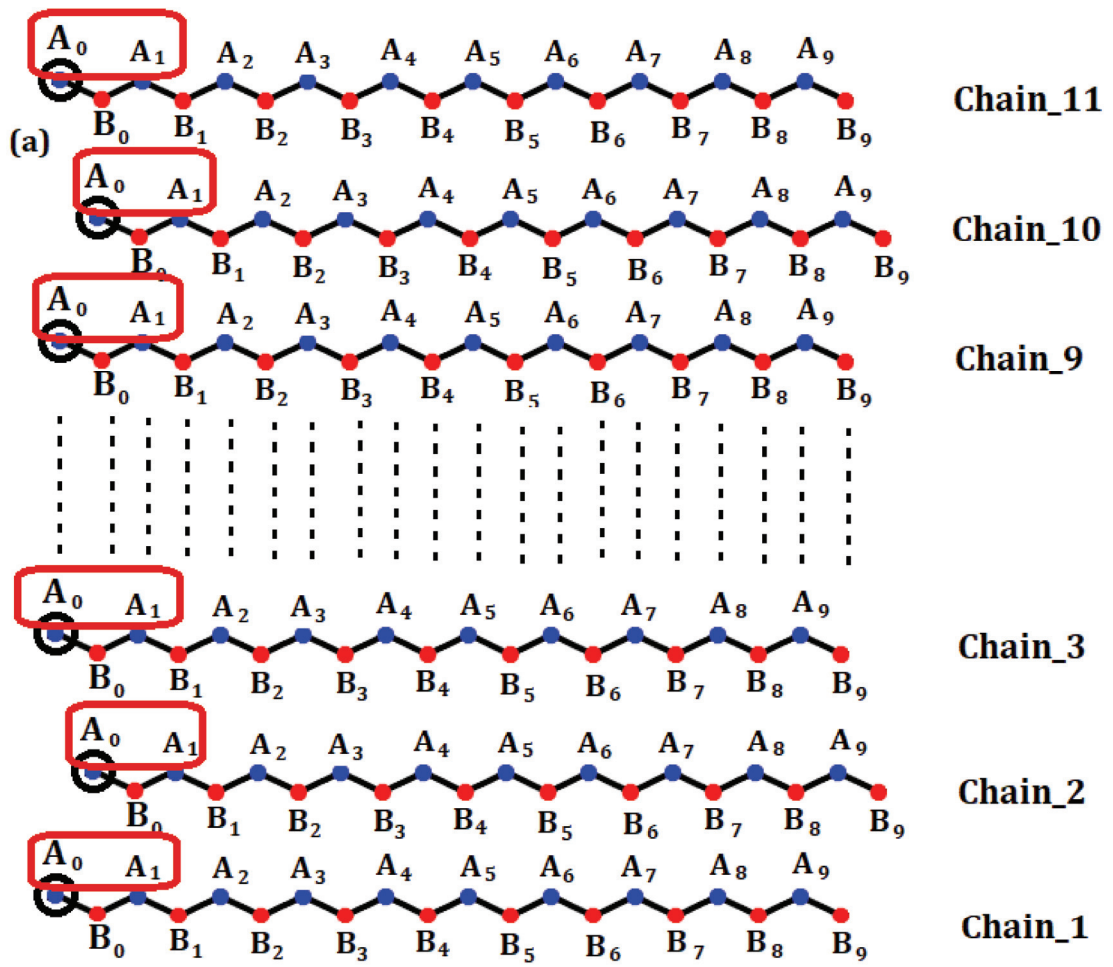 A₀ A₁ A₂ A₃ A₄ A₅ A₆ A₇ A₈ A₉
Chain_11
B₀ B₁ B₂ B₃ B₄ B₅ B₆ B₇ B₈ B₉
(a)
A₀ A₁ A₂ A₃ A₄ A₅ A₆ A₇ A₈ A₉
Chain_10
B₀ B₁ B₂ B₃ B₄ B₅ B₆ B₇ B₈ B₉
A₀ A₁ A₂ A₃ A₄ A₅ A₆ A₇ A₈ A₉
Chain_9
B₀ B₁ B₂ B₃ B₄ B₅ B₆ B₇ B₈ B₉
A₀ A₁ A₂ A₃ A₄ A₅ A₆ A₇ A₈ A₉
Chain_3
B₀ B₁ B₂ B₃ B₄ B₅ B₆ B₇ B₈ B₉
A₀ A₁ A₂ A₃ A₄ A₅ A₆ A₇ A₈ A₉
Chain_2
B₀ B₁ B₂ B₃ B₄ B₅ B₆ B₇ B₈ B₉
A₀ A₁ A₂ A₃ A₄ A₅ A₆ A₇ A₈ A₉
Chain_1
B₀ B₁ B₂ B₃ B₄ B₅ B₆ B₇ B₈ B₉